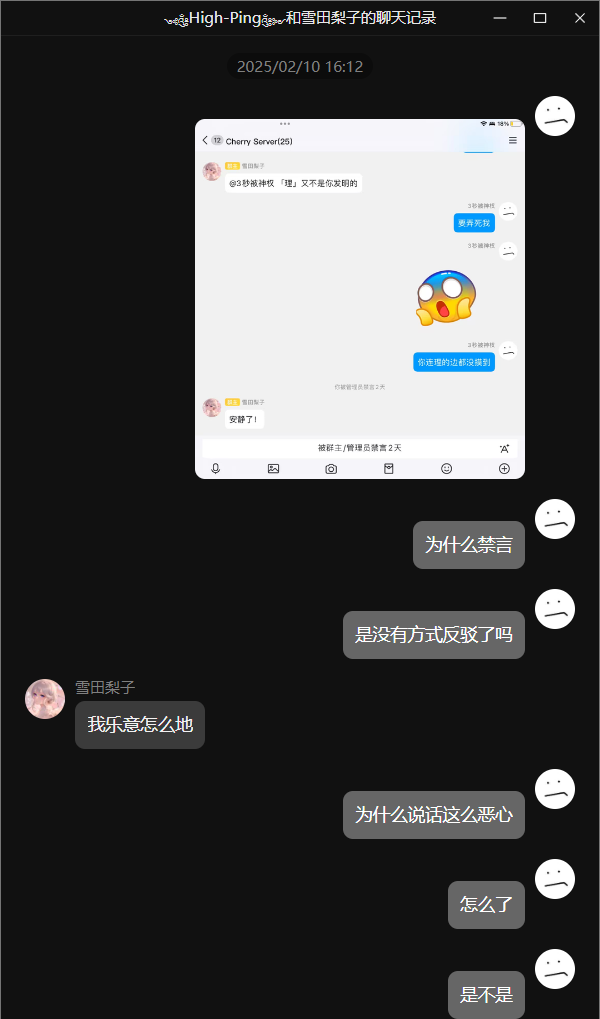 High-Ping和雪田梨子的聊天记录
2025/02/10 16:12
18%
12 Cherry Server(25)
群主 雪田梨子
@3秒被神权 「理」又不是你发明的
3秒被神权
要弄死我
3秒被神权
3秒被神权
你连理的边都没摸到
你被管理员禁言2天
群主 雪田梨子
安静了！
被群主/管理员禁言2天
为什么禁言
是没有方式反驳了吗
雪田梨子
我乐意怎么地
为什么说话这么恶心
怎么了
是不是